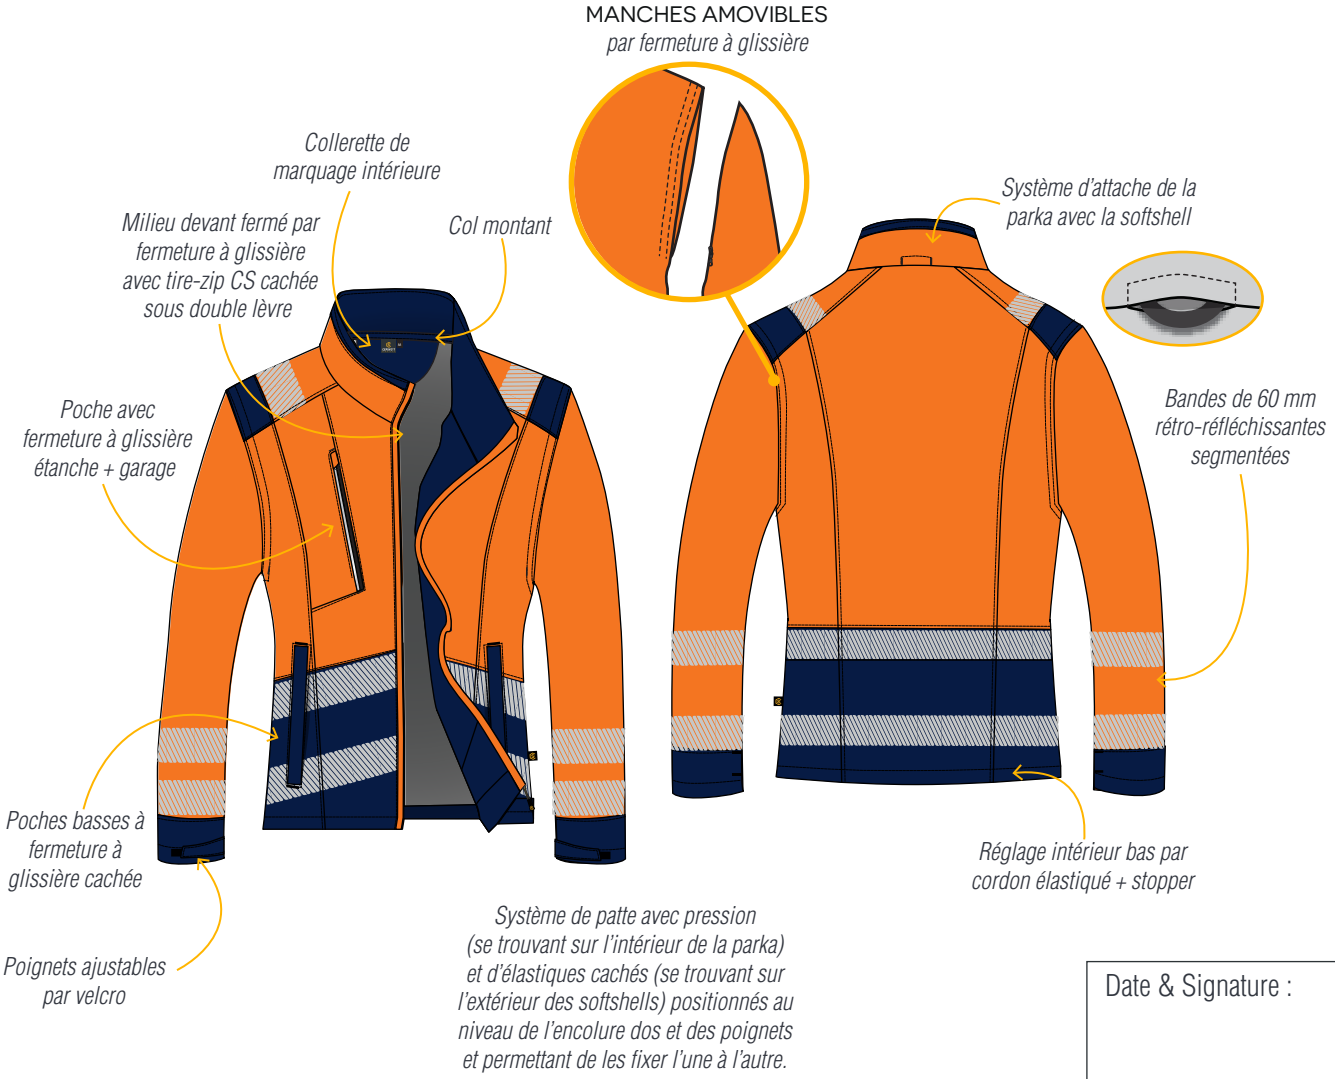 MANCHES AMOVIBLES
par fermeture à glissière
Collerette de
marquage intérieure
Milieu devant fermé par
fermeture à glissière
avec tire-zip CS cachée
sous double lèvre
Col montant
Système d'attache de la
parka avec la softshell
Poche avec
fermeture à glissière
étanche + garage
Bandes de 60 mm
rétro-réfléchissantes
segmentées
Poches basses à
fermeture à
glissière cachée
Réglage intérieur bas par
cordon élastiqué + stopper
Poignets ajustables
par velcro
Système de patte avec pression
(se trouvant sur l'intérieur de la parka)
et d'élastiques cachés (se trouvant sur
l'extérieur des softshells) positionnés au
niveau de l'encolure dos et des poignets
et permettant de les fixer l'une à l'autre.
Date & Signature :